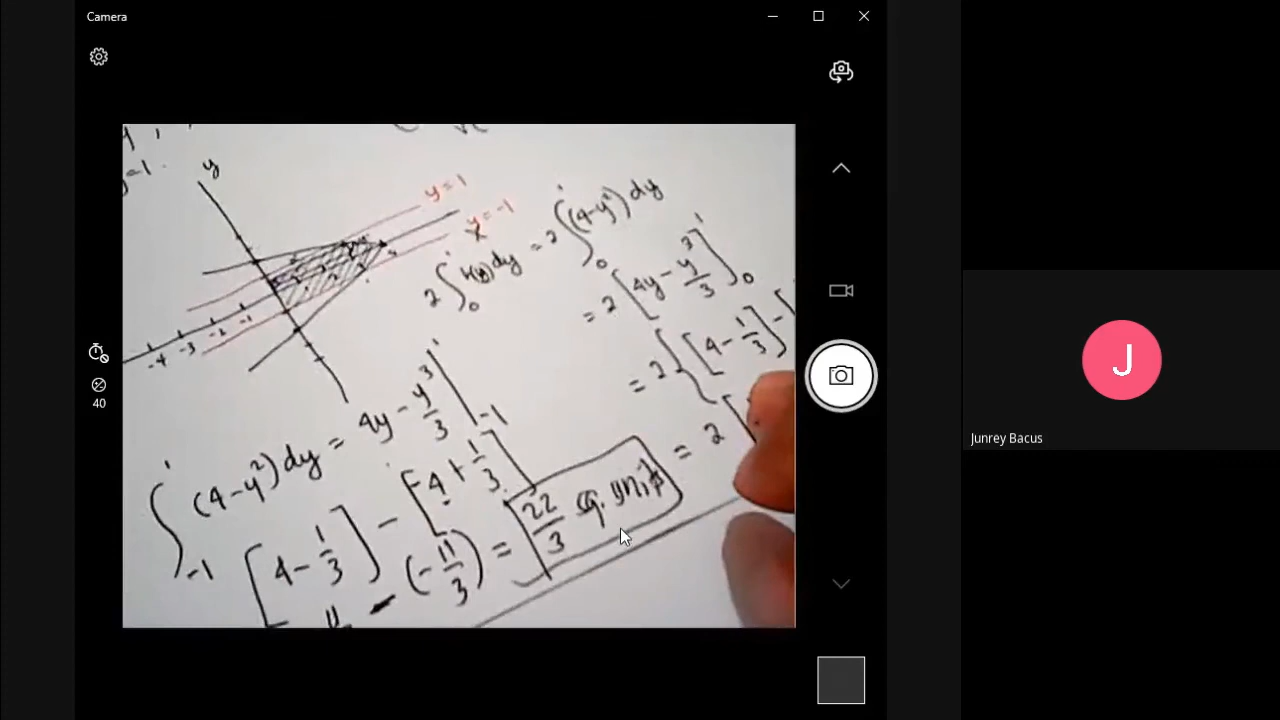 Camera
y=1
y
y=1
y=-1
-4 -3 -2 -1
2∫₀¹ h(y)dy = 2∫₀¹(4-y²)dy
= 2[4y - y³/3]₀¹
= 2{[4 - 1/3] - [
= 2[
∫₋₁¹ (4-y²)dy = 4y - y³/3 |₋₁¹
[4 - 1/3] - [-4 + 1/3]
11 - (-11/3) = 22/3 sq. units
40
J
Junrey Bacus